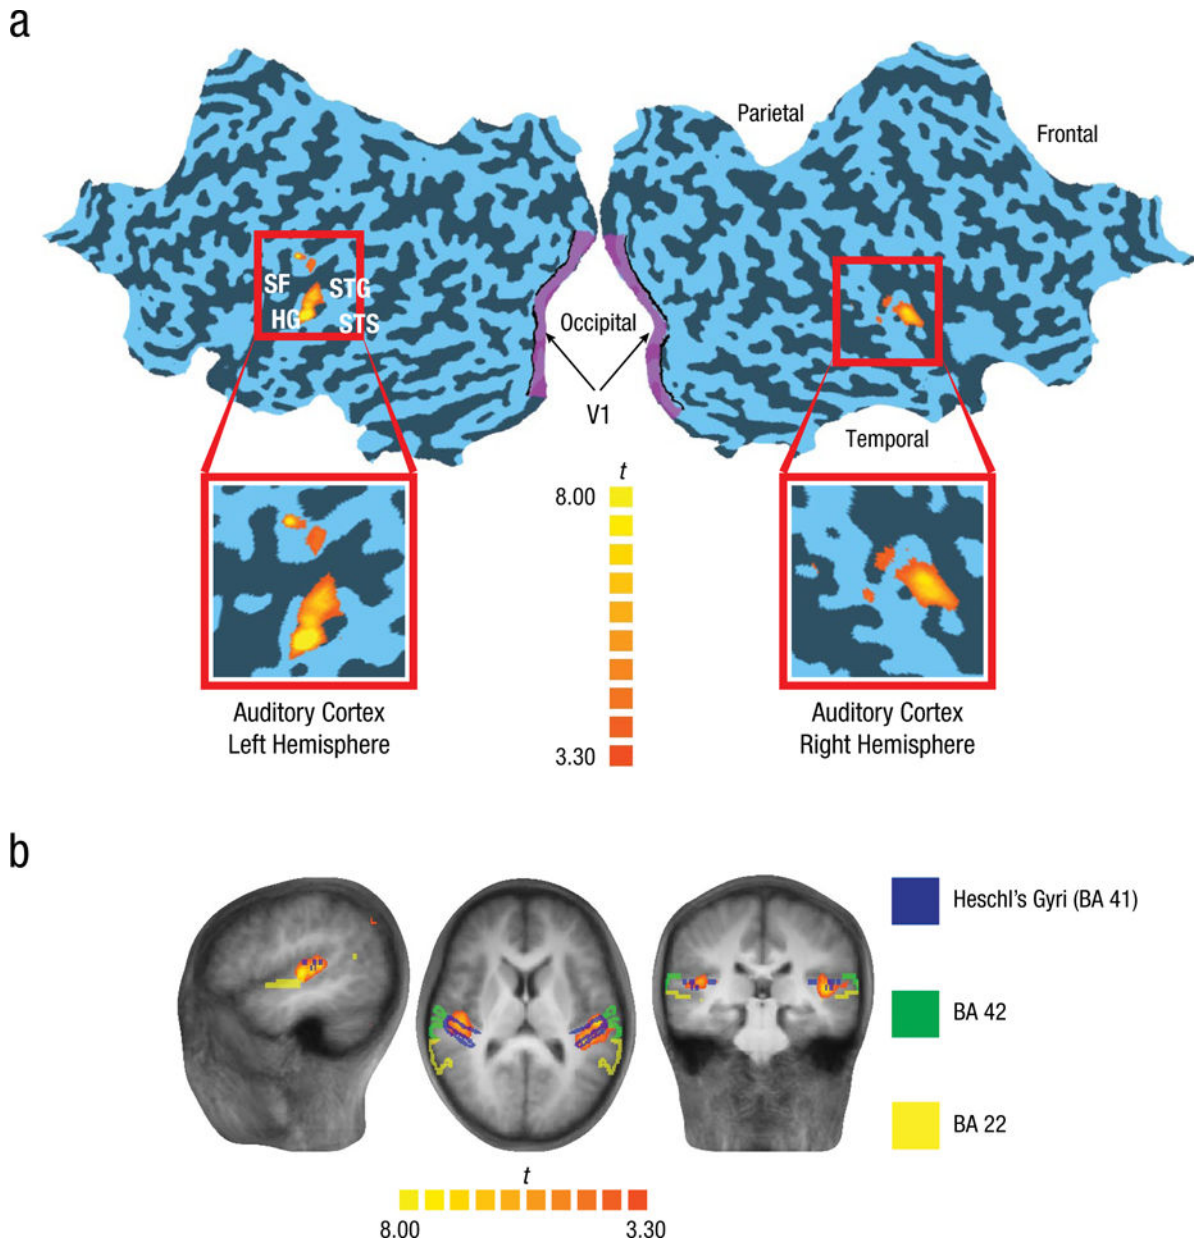 a
Parietal
Frontal
SF
STG
HG
STS
Occipital
V1
Temporal
t
8.00
3.30
Auditory Cortex
Left Hemisphere
Auditory Cortex
Right Hemisphere
b
Heschl's Gyri (BA 41)
BA 42
BA 22
t
8.00
3.30